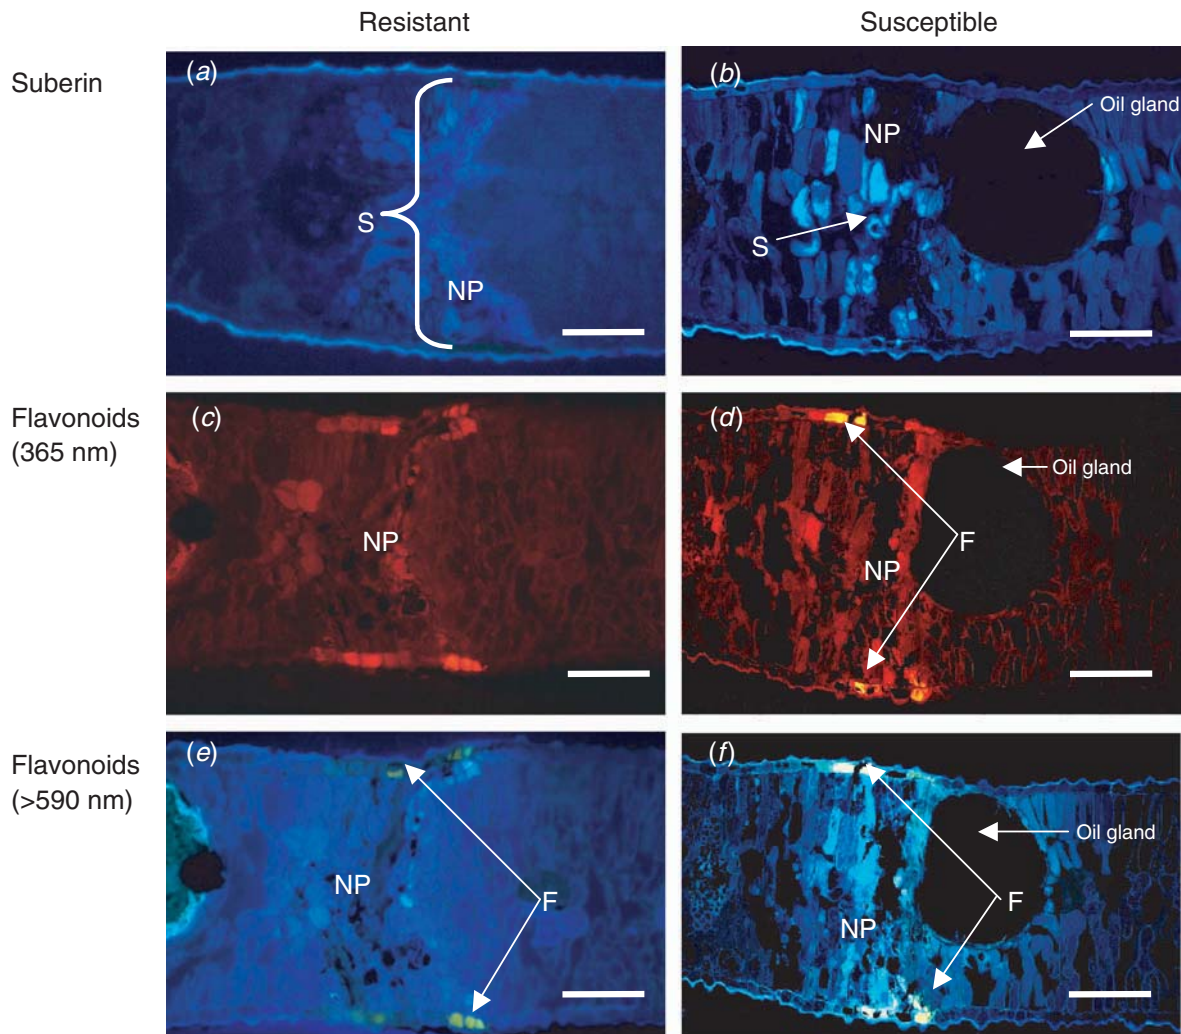 Resistant
Susceptible
Suberin
(a)
S
NP
(b)
NP
Oil gland
S
Flavonoids
(365 nm)
(c)
NP
(d)
Oil gland
F
NP
Flavonoids
(>590 nm)
(e)
NP
F
(f)
Oil gland
F
NP